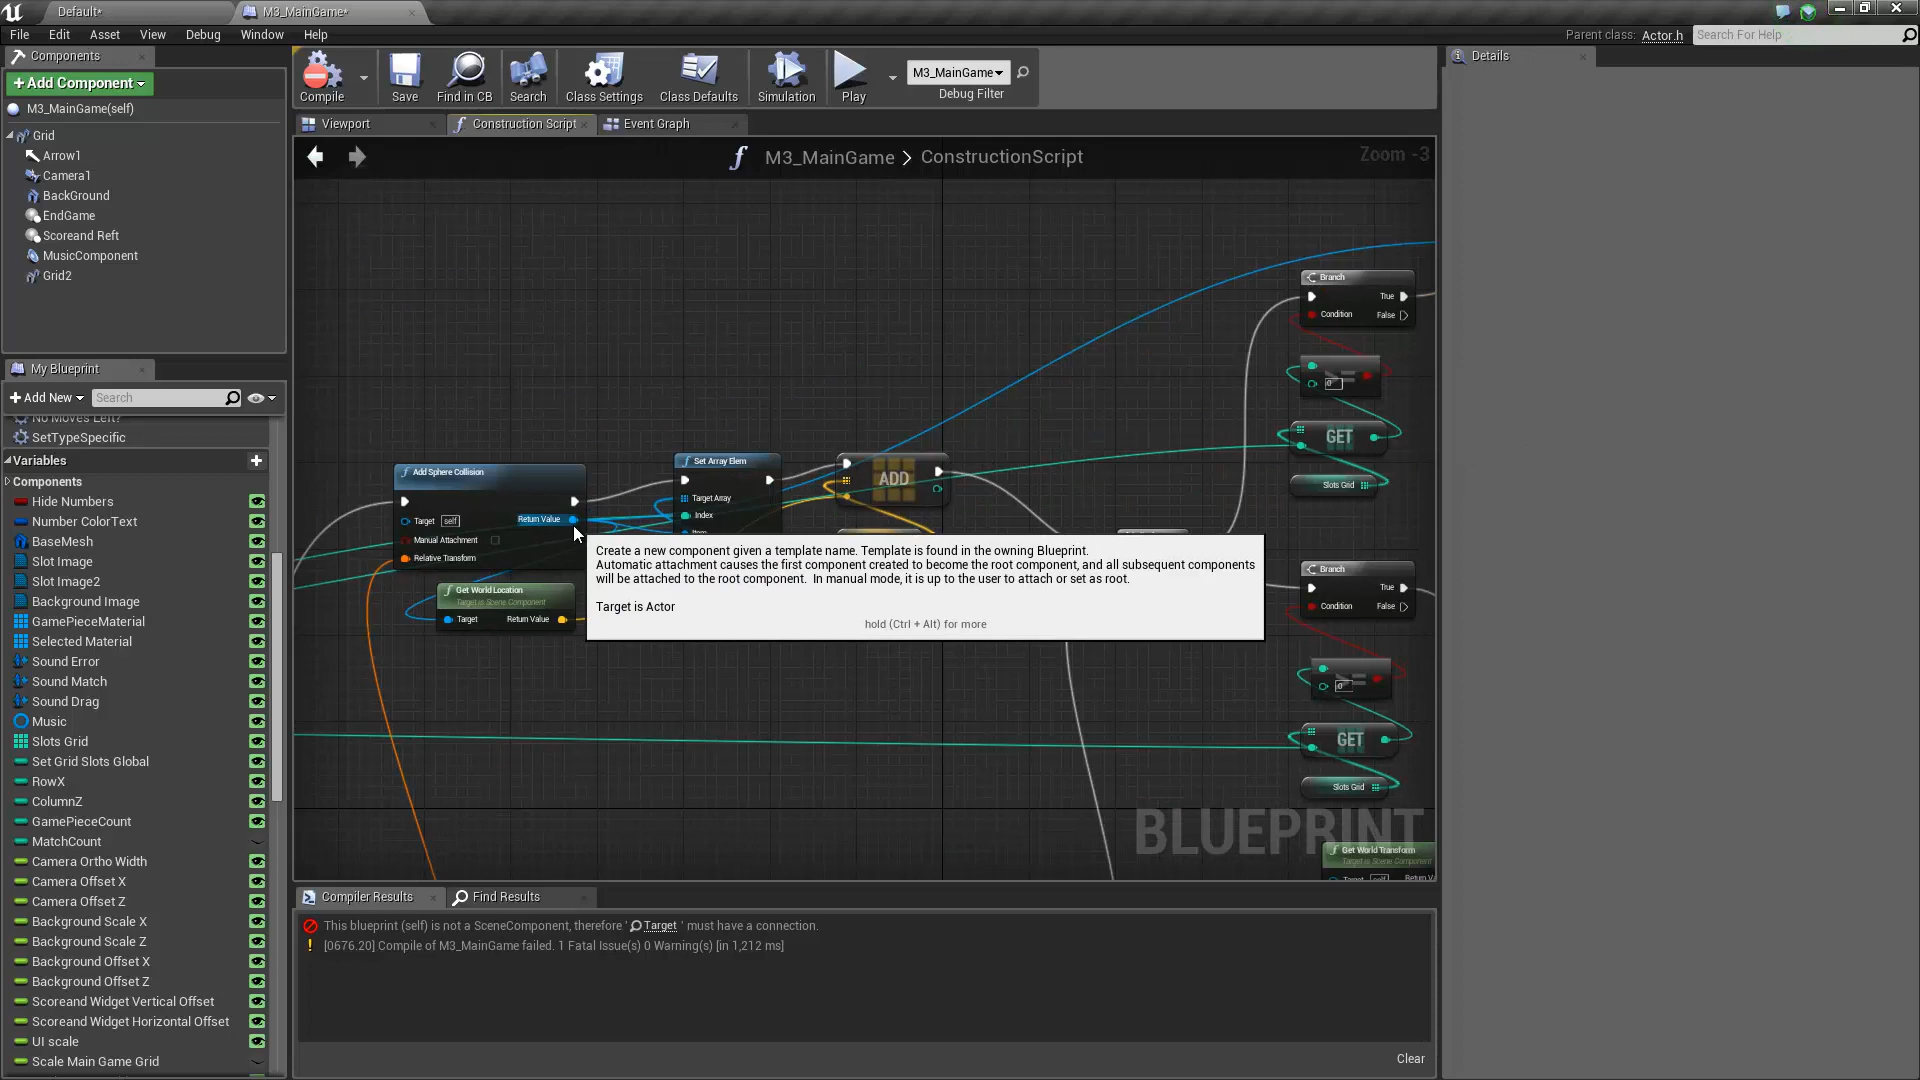 Default*
M3_MainGame*
File Edit Asset View Debug Window Help
Parent class: Actor.h Search For Help
Components
Details
+Add Component
Compile Save Find in CB Search Class Settings Class Defaults Simulation Play
M3_MainGame
Debug Filter
M3_MainGame(self)
Grid
Arrow1
Camera1
BackGround
EndGame
Scoreand Reft
MusicComponent
Grid2
Viewport
Construction Script
Event Graph
M3_MainGame > ConstructionScript
Zoom -3
My Blueprint
+Add New
Search
No Moves Left?
SetTypeSpecific
Variables
Components
Hide Numbers
Number ColorText
BaseMesh
Slot Image
Slot Image2
Background Image
GamePieceMaterial
Selected Material
Sound Error
Sound Match
Sound Drag
Music
Slots Grid
Set Grid Slots Global
RowX
ColumnZ
GamePieceCount
MatchCount
Camera Ortho Width
Camera Offset X
Camera Offset Z
Background Scale X
Background Scale Z
Background Offset X
Background Offset Z
Scoreand Widget Vertical Offset
Scoreand Widget Horizontal Offset
UI scale
Scale Main Game Grid
Add Sphere Collision
Target self
Return Value
Manual Attachment
Relative Transform
Get World Location
Target is Scene Component
Target Return Value
Set Array Elem
Target Array
Index
Item
ADD
Branch
True
Condition False
>=
0
GET
Slots Grid
Branch
True
Condition False
>=
0
GET
Slots Grid
Get World Transform
Target is Scene Component
Target self
Create a new component given a template name. Template is found in the owning Blueprint.
Automatic attachment causes the first component created to become the root component, and all subsequent components
will be attached to the root component. In manual mode, it is up to the user to attach or set as root.
Target is Actor
hold (Ctrl + Alt) for more
BLUEPRINT
Compiler Results
Find Results
This blueprint (self) is not a SceneComponent, therefore ' Target ' must have a connection.
[0676.20] Compile of M3_MainGame failed. 1 Fatal Issue(s) 0 Warning(s) [in 1,212 ms]
Clear